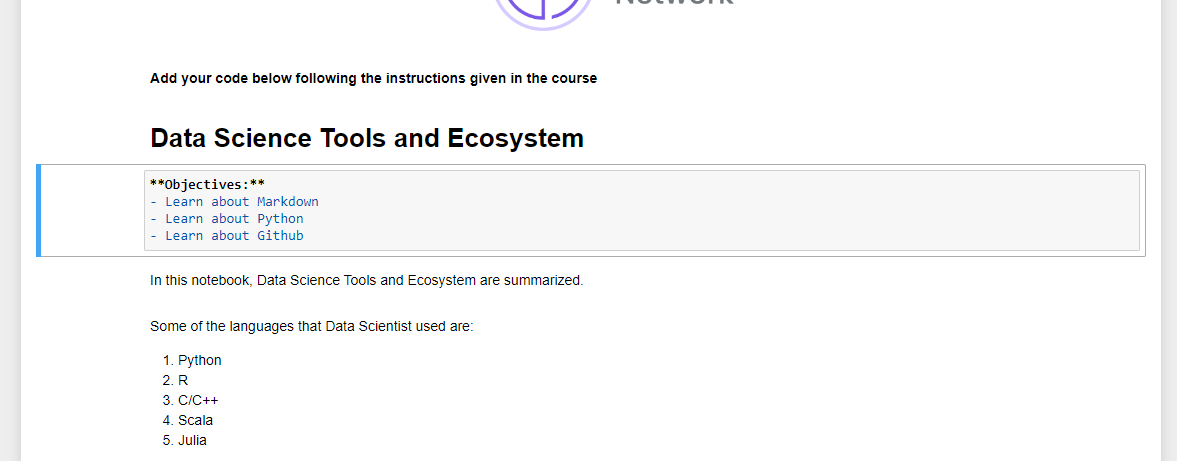 Add your code below following the instructions given in the course
Data Science Tools and Ecosystem
**Objectives:**
- Learn about Markdown
- Learn about Python
- Learn about Github
In this notebook, Data Science Tools and Ecosystem are summarized.
Some of the languages that Data Scientist used are:
1. Python
2. R
3. C/C++
4. Scala
5. Julia